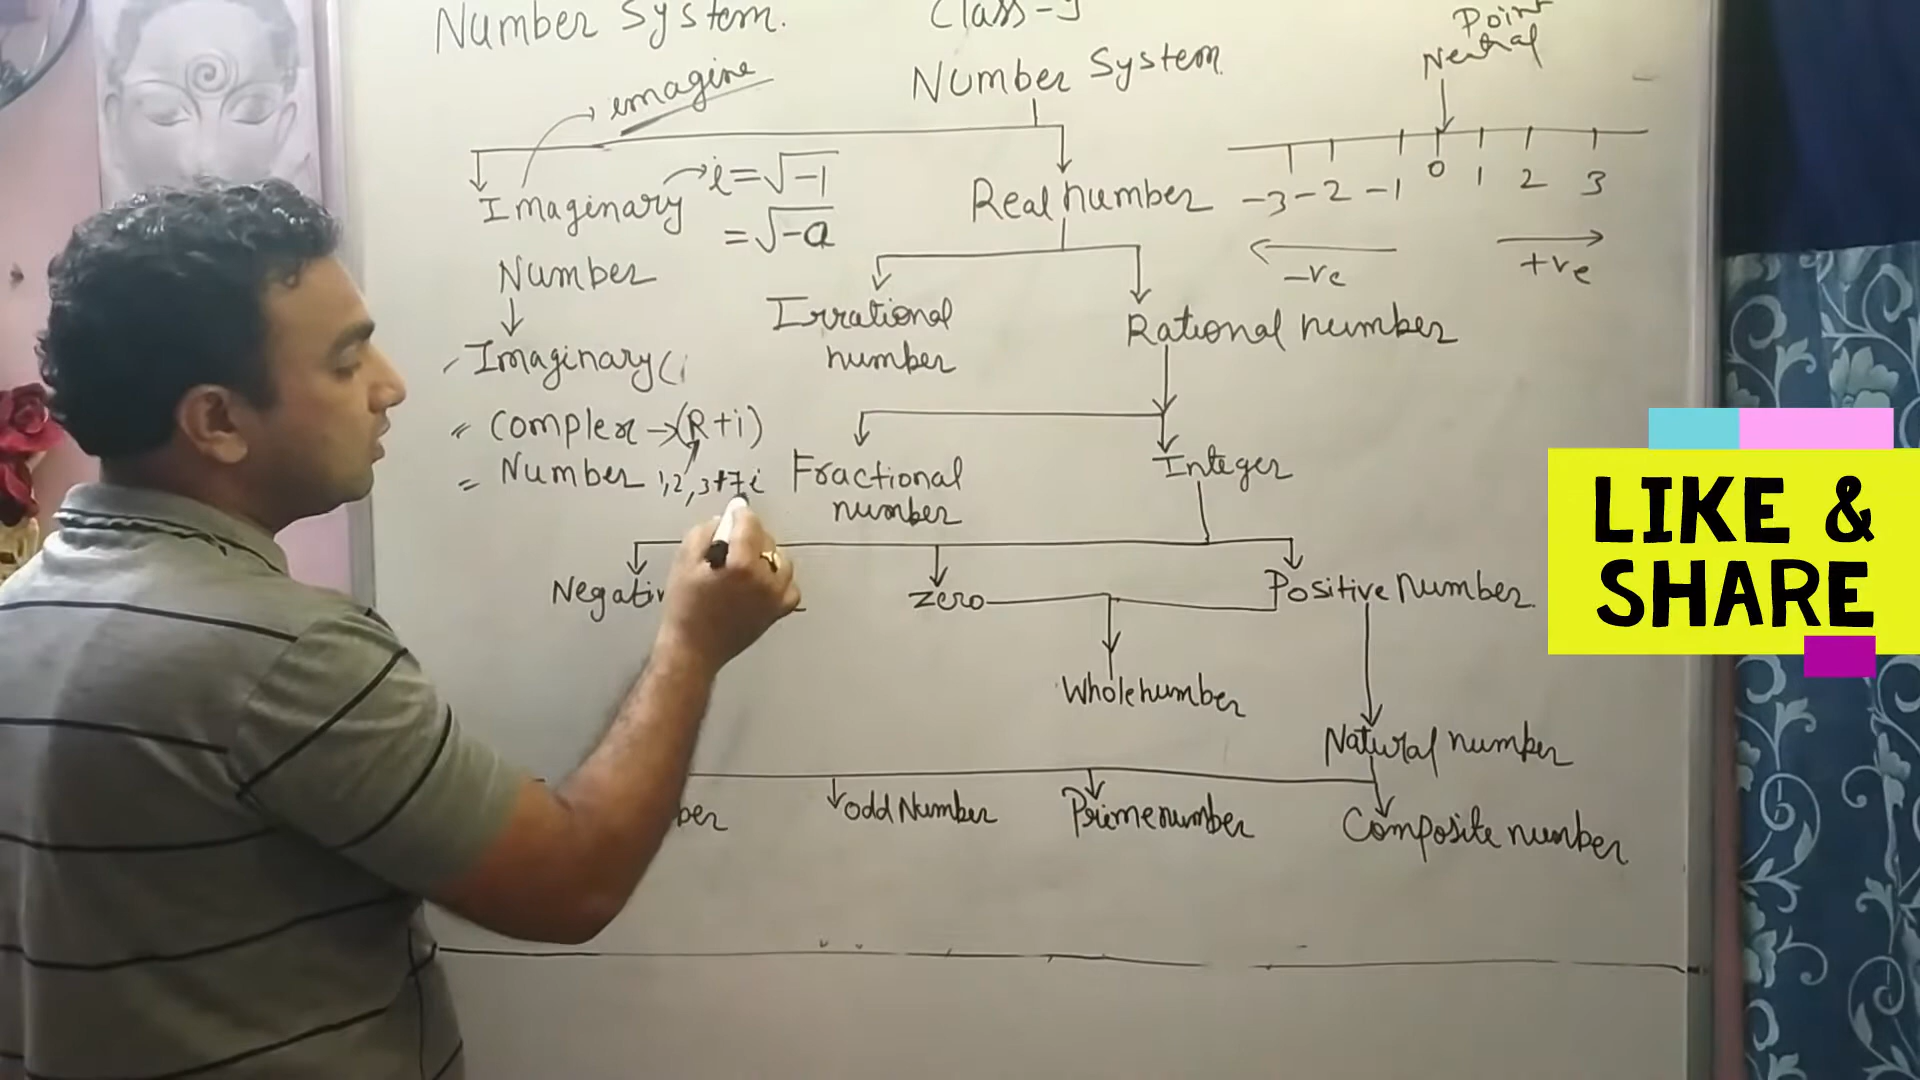 Number System.
Class-9
Number System.
imagine
Point
Neutral
Imaginary
Number
i=√-1
=√-a
Real number
-3 -2 -1 0 1 2 3
-ve
+ve
Irrational
number
Rational number
Imaginary(
Complex →(R+i)
Number 1,2,3+7i
Fractional
number
Integer
Negativ
Zero
Positive Number.
Whole number
Natural number
ber
odd Number
Prime number
Composite number
LIKE &
SHARE